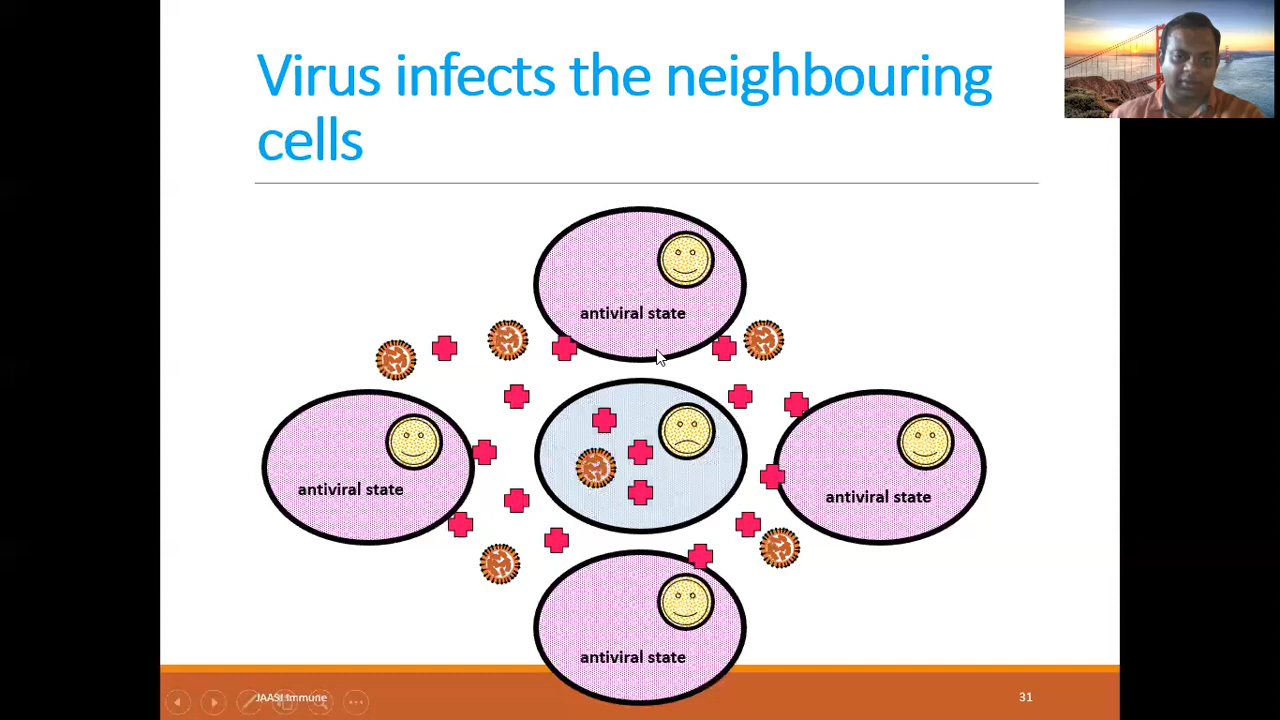 Virus infects the neighbouring
cells
antiviral state
antiviral state
antiviral state
antiviral state
JAASI Immune
31